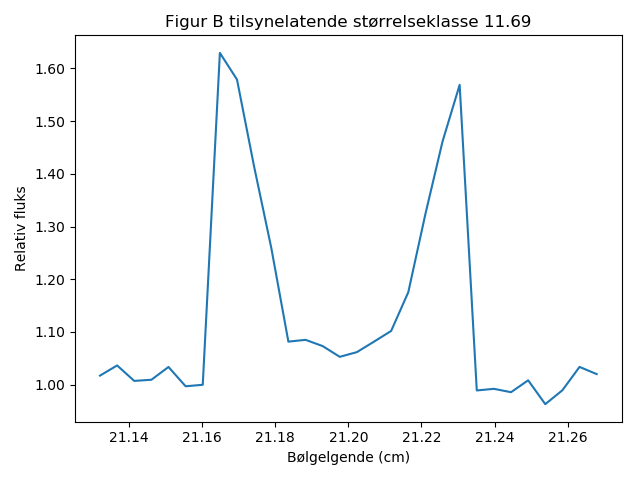 Figur B tilsynelatende størrelseklasse 11.69
Relativ fluks
1.60
1.50
1.40
1.30
1.20
1.10
1.00
21.14 21.16 21.18 21.20 21.22 21.24 21.26
Bølgelgende (cm)